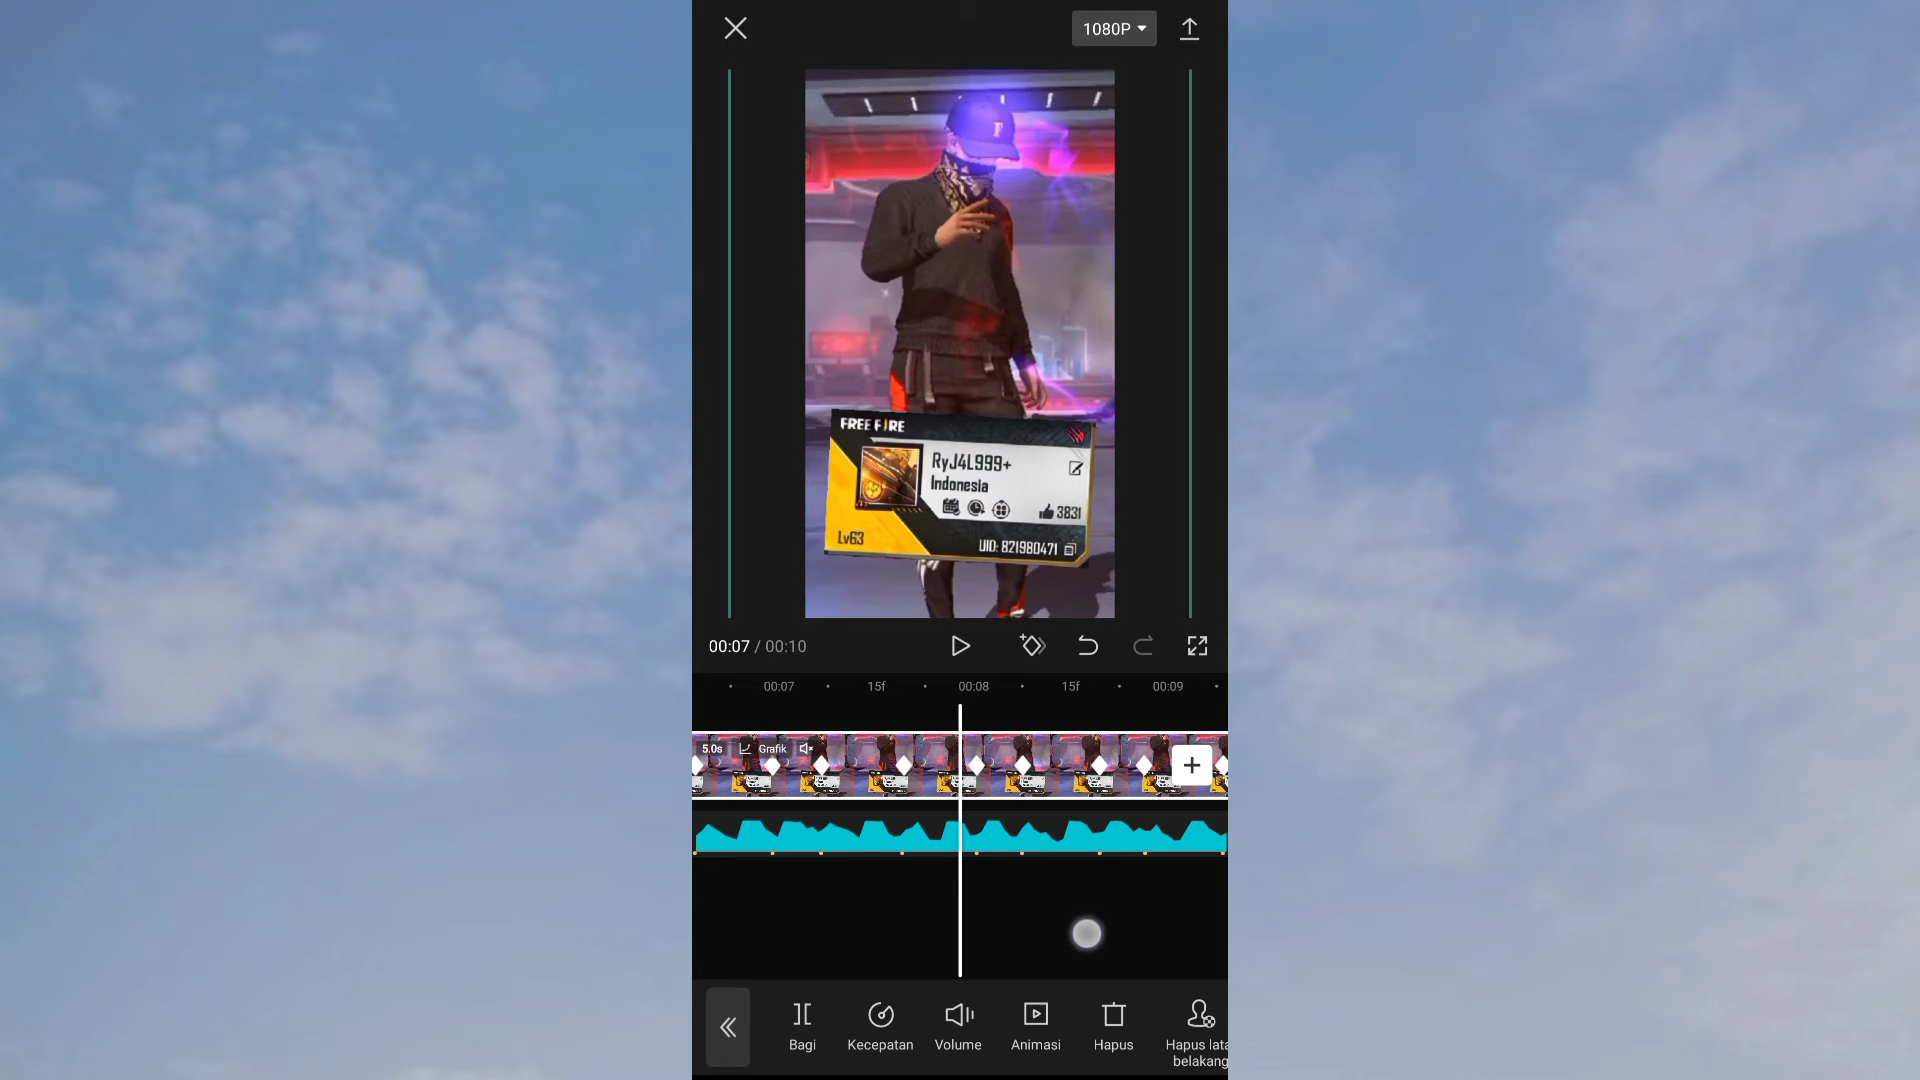 1080P
F
FREE FIRE
RyJ4L999+
Indonesia
3831
Lv63
UID: 821980471
00:07 / 00:10
00:07 15f 00:08 15f 00:09
5.0s Grafik
Bagi Kecepatan Volume Animasi Hapus Hapus lata
belakang